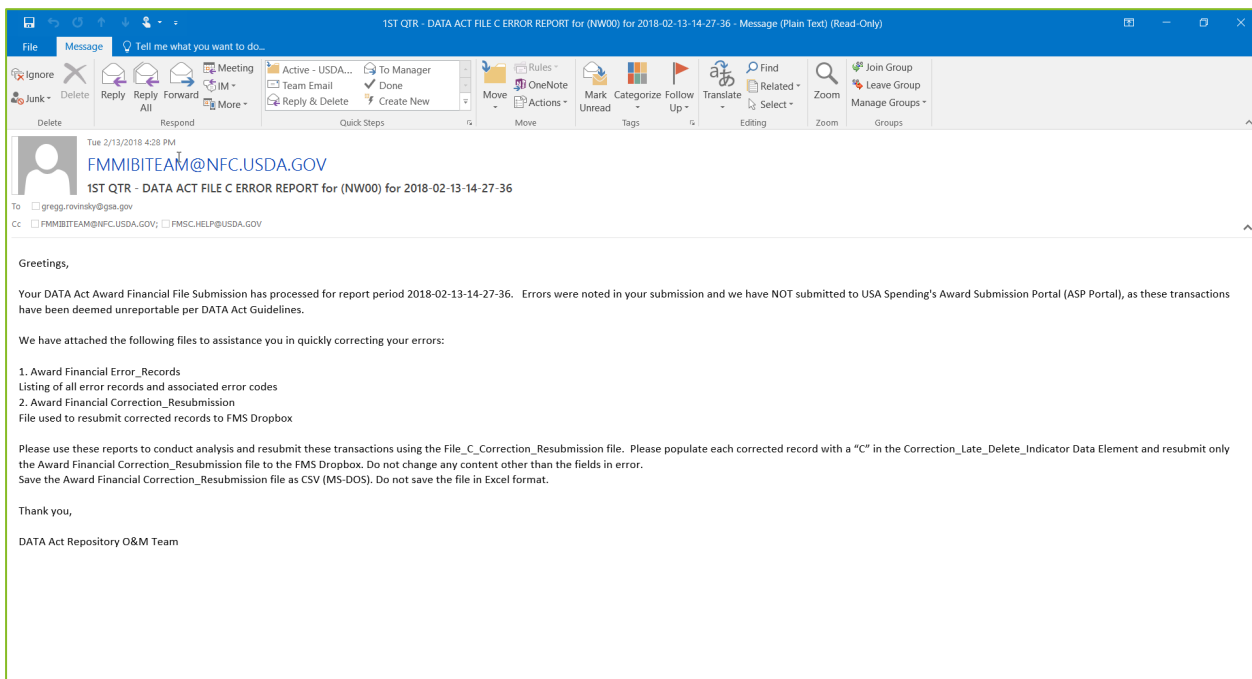 1ST QTR - DATA ACT FILE C ERROR REPORT for (NW00) for 2018-02-13-14-27-36 - Message (Plain Text) (Read-Only)
File Message Tell me what you want to do...
Ignore
Junk
Delete
Reply
Reply All
Forward
Meeting
IM
More
Active - USDA...
Team Email
Reply & Delete
To Manager
Done
Create New
Move
Rules
OneNote
Actions
Mark Unread
Categorize
Follow Up
Translate
Find
Related
Select
Zoom
Join Group
Leave Group
Manage Groups
Delete Respond Quick Steps Move Tags Editing Zoom Groups
Tue 2/13/2018 4:28 PM
FMMIBITEAM@NFC.USDA.GOV
1ST QTR - DATA ACT FILE C ERROR REPORT for (NW00) for 2018-02-13-14-27-36
To gregg.rovinsky@gsa.gov
Cc FMMIBITEAM@NFC.USDA.GOV; FMSC.HELP@USDA.GOV
Greetings,
Your DATA Act Award Financial File Submission has processed for report period 2018-02-13-14-27-36. Errors were noted in your submission and we have NOT submitted to USA Spending's Award Submission Portal (ASP Portal), as these transactions
have been deemed unreportable per DATA Act Guidelines.
We have attached the following files to assistance you in quickly correcting your errors:
1. Award Financial Error_Records
Listing of all error records and associated error codes
2. Award Financial Correction_Resubmission
File used to resubmit corrected records to FMS Dropbox
Please use these reports to conduct analysis and resubmit these transactions using the File_C_Correction_Resubmission file. Please populate each corrected record with a “C” in the Correction_Late_Delete_Indicator Data Element and resubmit only
the Award Financial Correction_Resubmission file to the FMS Dropbox. Do not change any content other than the fields in error.
Save the Award Financial Correction_Resubmission file as CSV (MS-DOS). Do not save the file in Excel format.
Thank you,
DATA Act Repository O&M Team